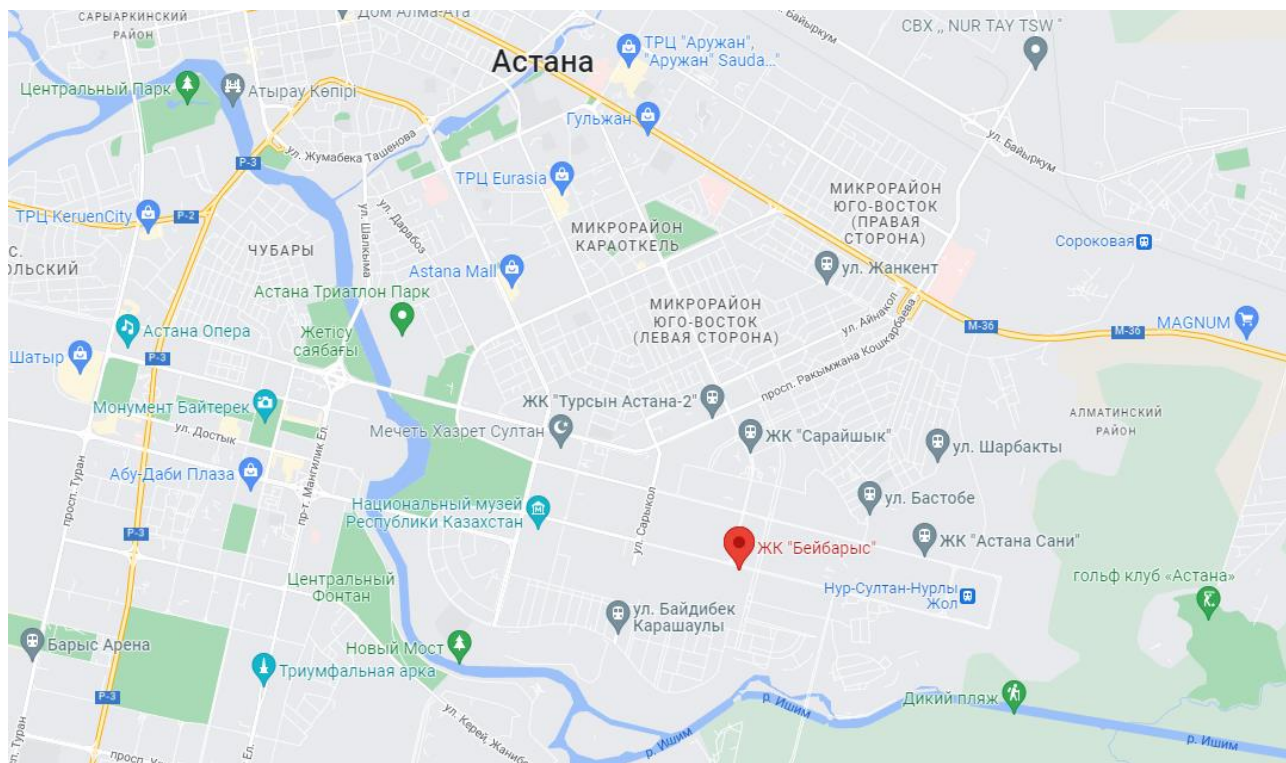 САРЫАРКИНСКИЙ
РАЙОН
Дом Алма-Ата
Астана
ТРЦ "Аружан",
"Аружан" Sauda..."
Байыркум
СВХ ,, NUR TAY TSW "
Центральный Парк
Атырау Көпірі
Гульжан
ул. Байыркум
P-3
ул. Жумабека Ташенова
ТРЦ Eurasia
МИКРОРАЙОН
ЮГО-ВОСТОК
(ПРАВАЯ
СТОРОНА)
ТРЦ KeruenCity
P-2
ул. Шалкыма
ул. Дарабоз
МИКРОРАЙОН
КАРАОТКЕЛЬ
Сороковая
С.
ОЛЬСКИЙ
ЧУБАРЫ
Astana Mall
ул. Жанкент
Астана Триатлон Парк
МИКРОРАЙОН
ЮГО-ВОСТОК
(ЛЕВАЯ СТОРОНА)
ул. Айнакол
Астана Опера
Жетісу
саябағы
M-36
M-36
MAGNUM
Шатыр
P-3
просп. Рақымжана Кошкарбаева
Монумент Байтерек
ЖК "Турсын Астана-2"
АЛМАТИНСКИЙ
РАЙОН
ул. Достык
Мечеть Хазрет Султан
ЖК "Сарайшык"
ул. Шарбакты
Абу-Даби Плаза
пр-т. Мангилик Ел.
просп. Туран
Национальный музей
Республики Казахстан
ул. Бастобе
P-3
ул. Сарыкол
ЖК "Бейбарыс"
ЖК "Астана Сани"
Центральный
Фонтан
Нур-Султан-Нурлы
Жол
гольф клуб «Астана»
ул. Байдибек
Карашаулы
Барыс Арена
Новый Мост
Триумфальная арка
P-3
Дикий пляж
р. Ишим
ул. Керей, Жанибе
р. Ишим
р. Ишим
Туран
Ел.
просп.